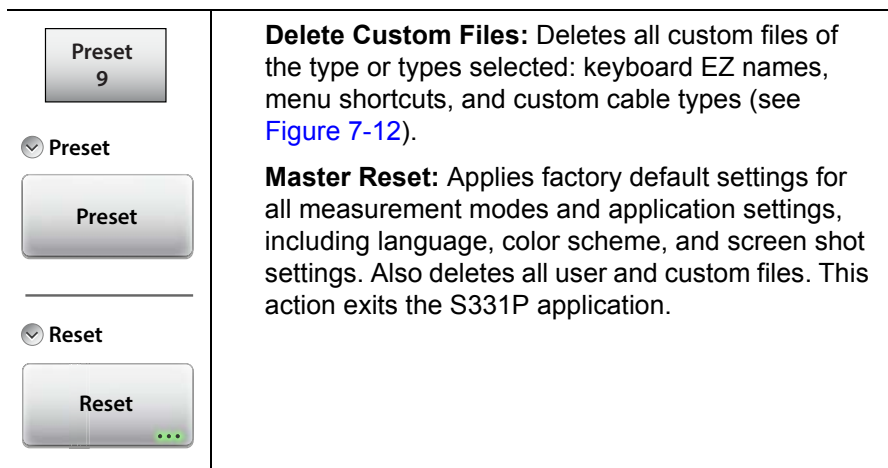 Preset
9
Preset
Preset
Reset
Reset
Delete Custom Files: Deletes all custom files of
the type or types selected: keyboard EZ names,
menu shortcuts, and custom cable types (see
Figure 7-12).
Master Reset: Applies factory default settings for
all measurement modes and application settings,
including language, color scheme, and screen shot
settings. Also deletes all user and custom files. This
action exits the S331P application.